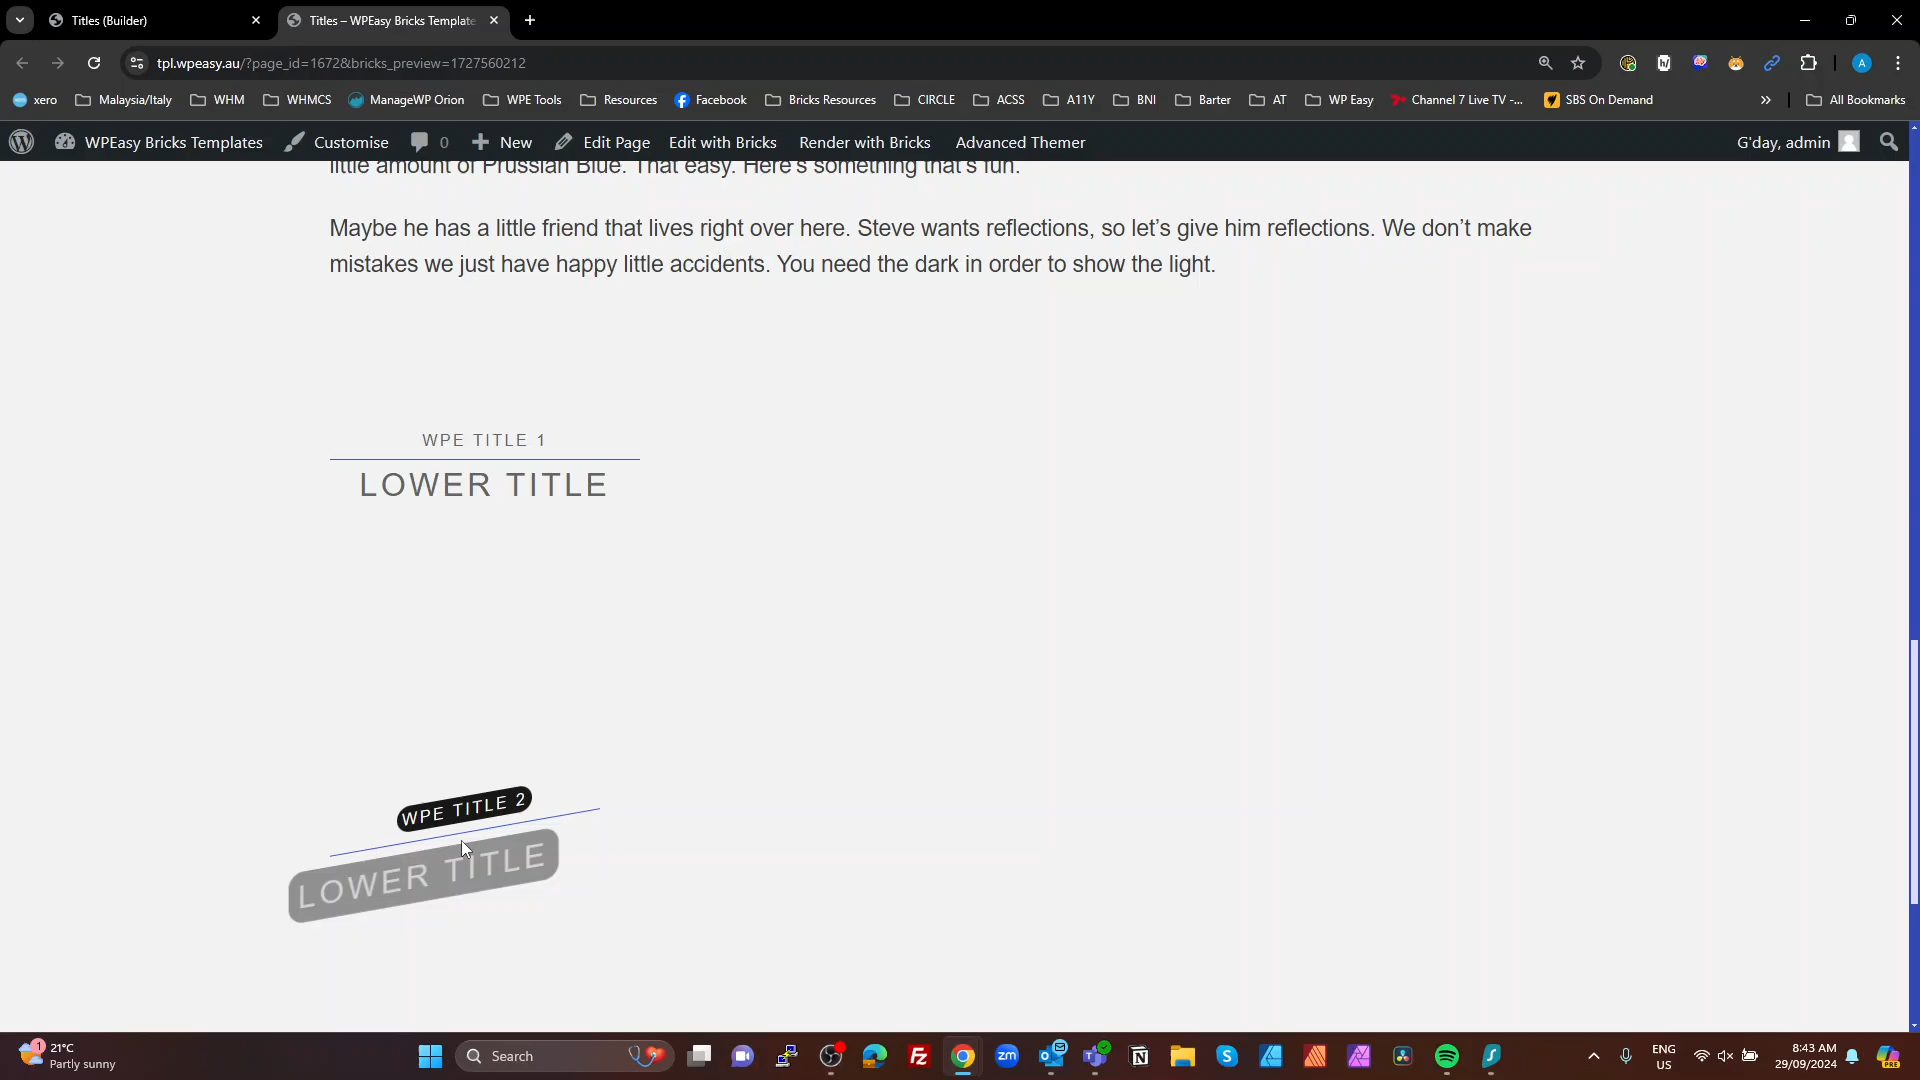 Titles (Builder)
Titles – WPEasy Bricks Template
tpl.wpeasy.au/?page_id=1672&bricks_preview=1727560212
xero
Malaysia/Italy
WHM
WHMCS
ManageWP Orion
WPE Tools
Resources
Facebook
Bricks Resources
CIRCLE
ACSS
A11Y
BNI
Barter
AT
WP Easy
Channel 7 Live TV -...
SBS On Demand
»
All Bookmarks
WPEasy Bricks Templates
Customise
0
New
Edit Page
Edit with Bricks
Render with Bricks
Advanced Themer
G'day, admin
little amount of Prussian Blue. That easy. Here's something that's fun.
Maybe he has a little friend that lives right over here. Steve wants reflections, so let’s give him reflections. We don’t make
mistakes we just have happy little accidents. You need the dark in order to show the light.
WPE TITLE 1
LOWER TITLE
WPE TITLE 2
LOWER TITLE
1
21°C
Partly sunny
Search
ENG
US
8:43 AM
29/09/2024